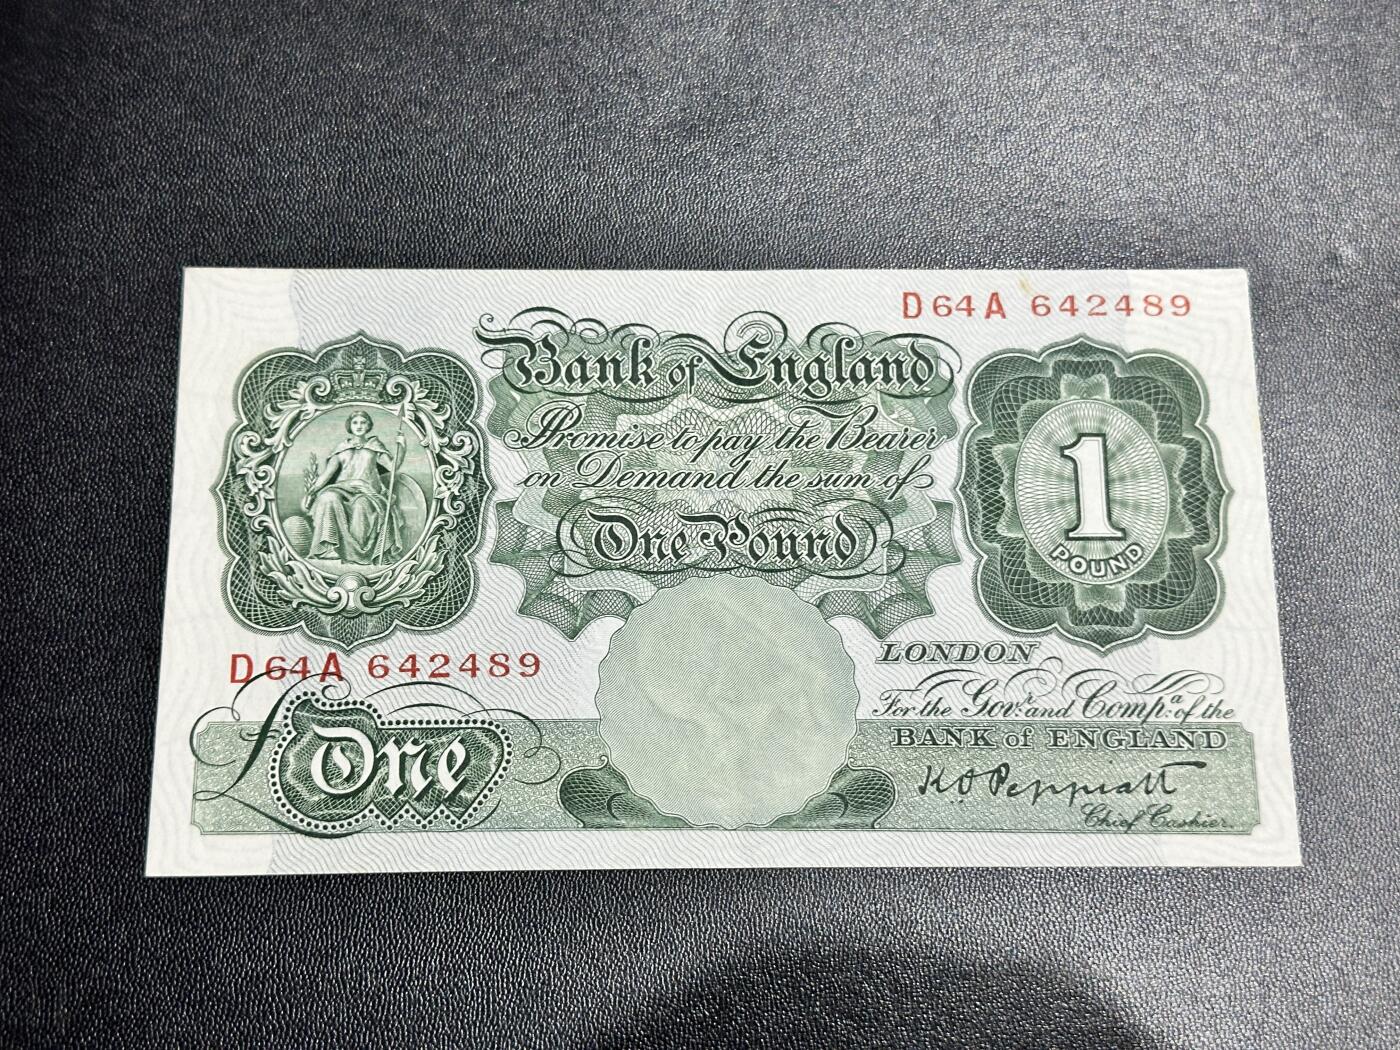 D64A 642489
Bank of England
Promise to pay the Bearer
on Demand the sum of
One Pound
1
POUND
D64A 642489
LONDON
For the Govr. and Compa. of the
BANK of ENGLAND
£One
K O Peppiatt
Chief Cashier.